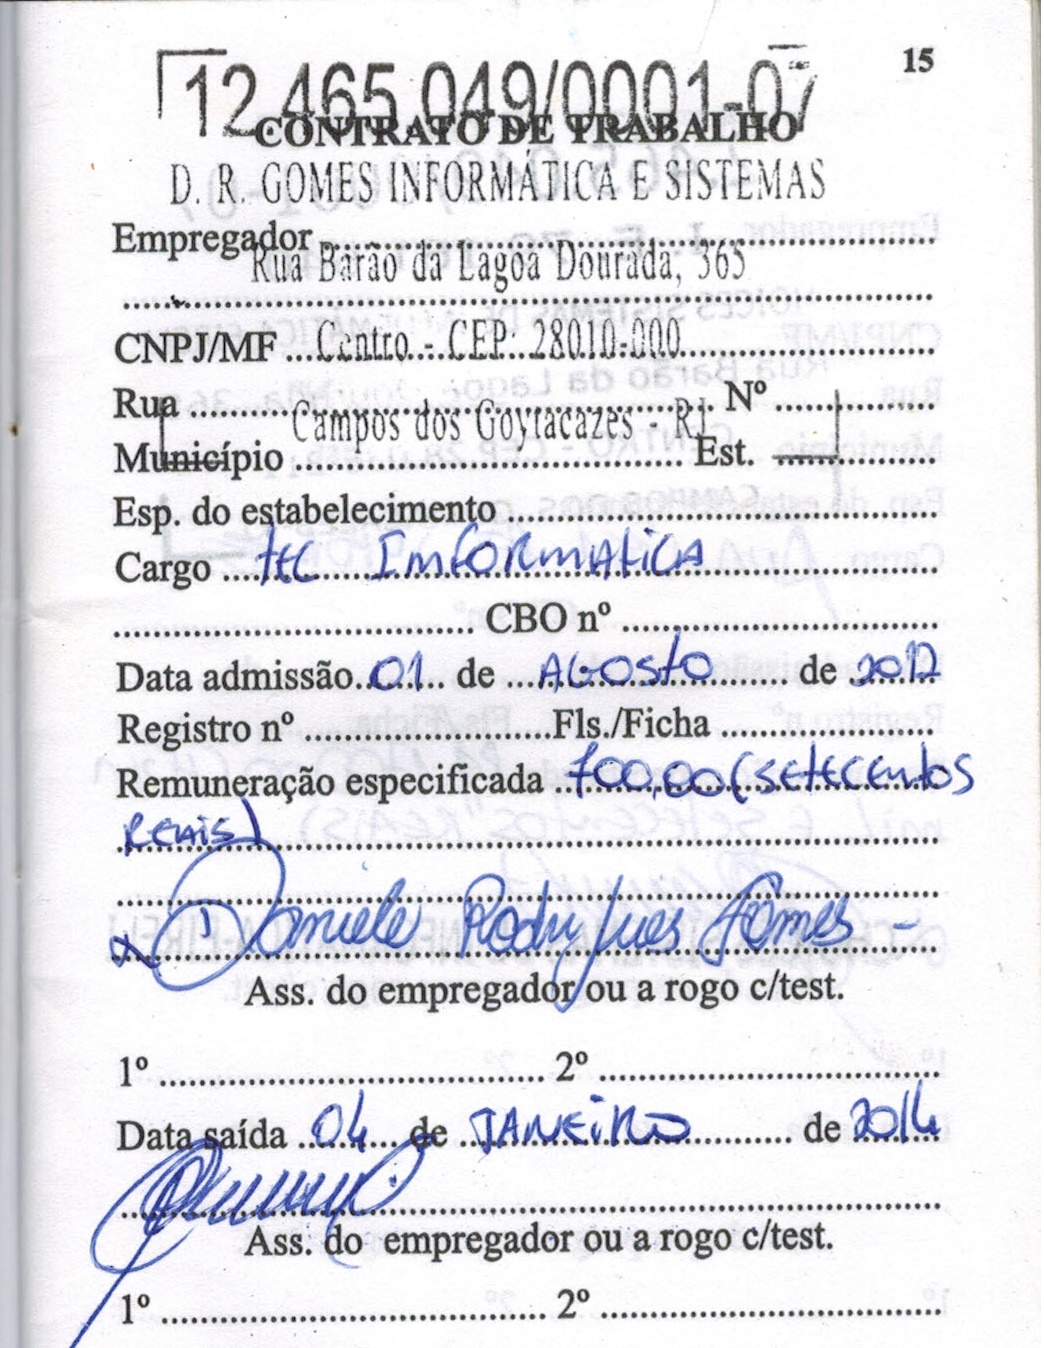 15
12.465.049/0001-07
CONTRATO DE TRABALHO
D. R. GOMES INFORMÁTICA E SISTEMAS
Empregador
Rua Barão da Lagoa Dourada, 365
CNPJ/MF ... Centro - CEP: 28010-000
Rua ... Nº
Campos dos Goytacazes - RJ
Município ... Est.
Esp. do estabelecimento
Cargo ... tec Imformatica
CBO nº
Data admissão 01 de AGosto de 2012
Registro nº ... Fls./Ficha
Remuneração especificada 700,00 (setecentos
reais)
x Daniele Rodrigues Gomes -
Ass. do empregador ou a rogo c/test.
1º ... 2º
Data saída 04 de JANEiRO de 2014
Ass. do empregador ou a rogo c/test.
1º ... 2º